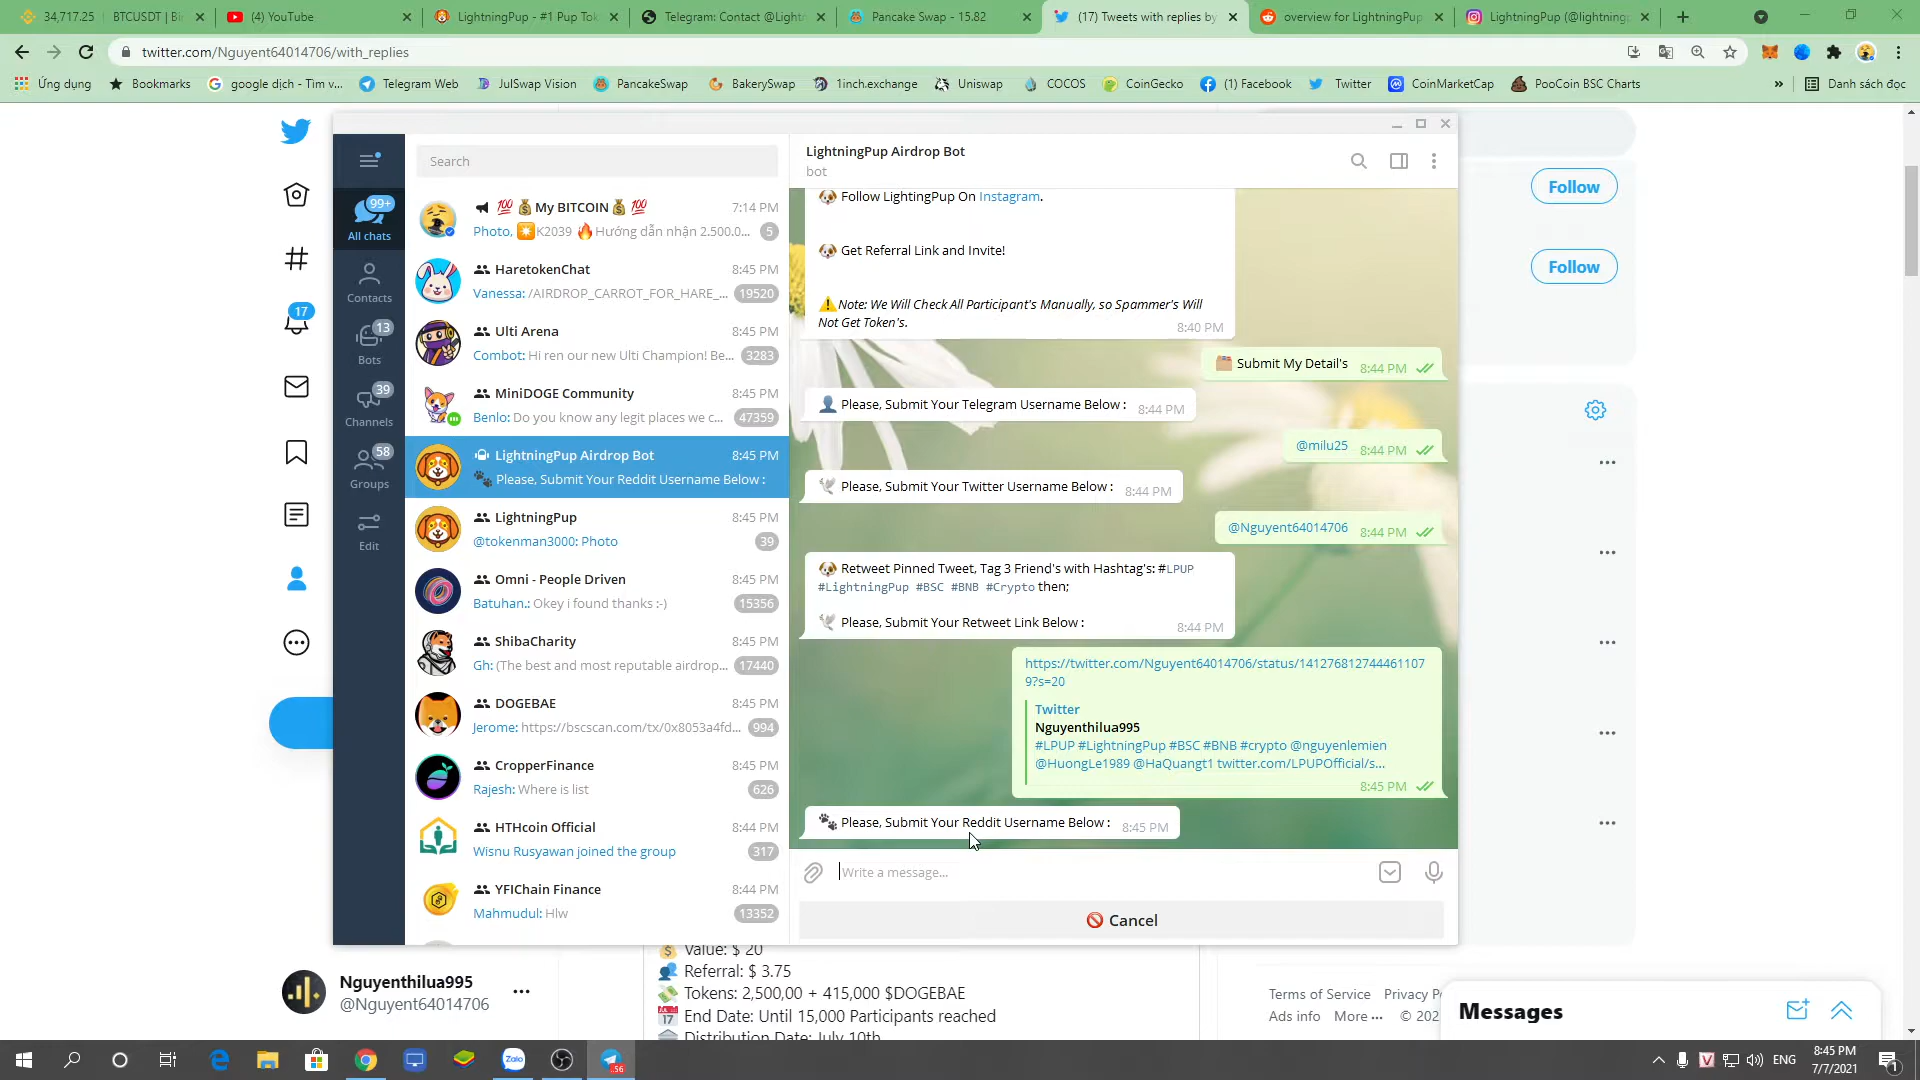 34,717.25 BTCUSDT | Bi
(4) YouTube
LightningPup - #1 Pup Tok
Telegram: Contact @Light
Pancake Swap - 15.82
(17) Tweets with replies by
overview for LightningPup
LightningPup (@lightning
twitter.com/Nguyent64014706/with_replies
Ứng dụng
Bookmarks
google dịch - Tìm v...
Telegram Web
JulSwap Vision
PancakeSwap
BakerySwap
1inch.exchange
Uniswap
COCOS
CoinGecko
(1) Facebook
Twitter
CoinMarketCap
PooCoin BSC Charts
»
Danh sách đọc
17
Nguyenthilua995
@Nguyent64014706
99+
All chats
Contacts
13
Bots
39
Channels
58
Groups
Edit
Search
💯 💰 My BITCOIN 💰 💯 7:14 PM
Photo, 💥K2039 🔥Hướng dẫn nhận 2.500.0... 5
HaretokenChat 8:45 PM
Vanessa: /AIRDROP_CARROT_FOR_HARE_... 19520
Ulti Arena 8:45 PM
Combot: Hi ren our new Ulti Champion! Be... 3283
MiniDOGE Community 8:45 PM
Benlo: Do you know any legit places we c... 47359
LightningPup Airdrop Bot 8:45 PM
🐾 Please, Submit Your Reddit Username Below :
LightningPup 8:45 PM
@tokenman3000: Photo 39
Omni - People Driven 8:45 PM
Batuhan.: Okey i found thanks :-) 15356
ShibaCharity 8:45 PM
Gh: (The best and most reputable airdrop... 17440
DOGEBAE 8:45 PM
Jerome: https://bscscan.com/tx/0x8053a4fd... 994
CropperFinance 8:45 PM
Rajesh: Where is list 626
HTHcoin Official 8:44 PM
Wisnu Rusyawan joined the group 317
YFIChain Finance 8:44 PM
Mahmudul: Hlw 13352
LightningPup Airdrop Bot
bot
🐶 Follow LightingPup On Instagram.
🐶 Get Referral Link and Invite!
⚠️Note: We Will Check All Participant's Manually, so Spammer's Will
Not Get Token's.
8:40 PM
Submit My Detail's 8:44 PM
👤 Please, Submit Your Telegram Username Below : 8:44 PM
@milu25 8:44 PM
🕊 Please, Submit Your Twitter Username Below : 8:44 PM
@Nguyent64014706 8:44 PM
🐶 Retweet Pinned Tweet, Tag 3 Friend's with Hashtag's: #LPUP
#LightningPup #BSC #BNB #Crypto then;
🕊 Please, Submit Your Retweet Link Below :
8:44 PM
https://twitter.com/Nguyent64014706/status/141276812744461107
9?s=20
Twitter
Nguyenthilua995
#LPUP #LightningPup #BSC #BNB #crypto @nguyenlemien
@HuongLe1989 @HaQuangt1 twitter.com/LPUPOfficial/s...
8:45 PM
🐾 Please, Submit Your Reddit Username Below : 8:45 PM
Write a message...
🚫 Cancel
💰 Value: $ 20
👥 Referral: $ 3.75
💸 Tokens: 2,500,00 + 415,000 $DOGEBAE
📅 End Date: Until 15,000 Participants reached
Distribution Date: July 10th
Follow
Follow
Terms of Service Privacy P
Ads info More ··· © 202
Messages
56
ENG
8:45 PM
7/7/2021
1